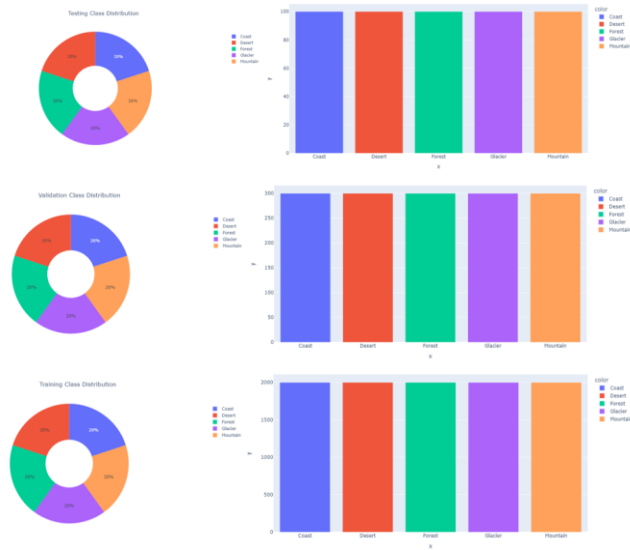 Testing Class Distribution
20%
20%
20%
20%
20%
Coast
Desert
Forest
Glacier
Mountain
100
80
60
40
20
0
y
Coast Desert Forest Glacier Mountain
x
color
Coast
Desert
Forest
Glacier
Mountain
Validation Class Distribution
20%
20%
20%
20%
20%
Coast
Desert
Forest
Glacier
Mountain
300
250
200
150
100
50
0
y
Coast Desert Forest Glacier Mountain
x
color
Coast
Desert
Forest
Glacier
Mountain
Training Class Distribution
20%
20%
20%
20%
20%
Coast
Desert
Forest
Glacier
Mountain
2000
1500
1000
500
0
y
Coast Desert Forest Glacier Mountain
x
color
Coast
Desert
Forest
Glacier
Mountain